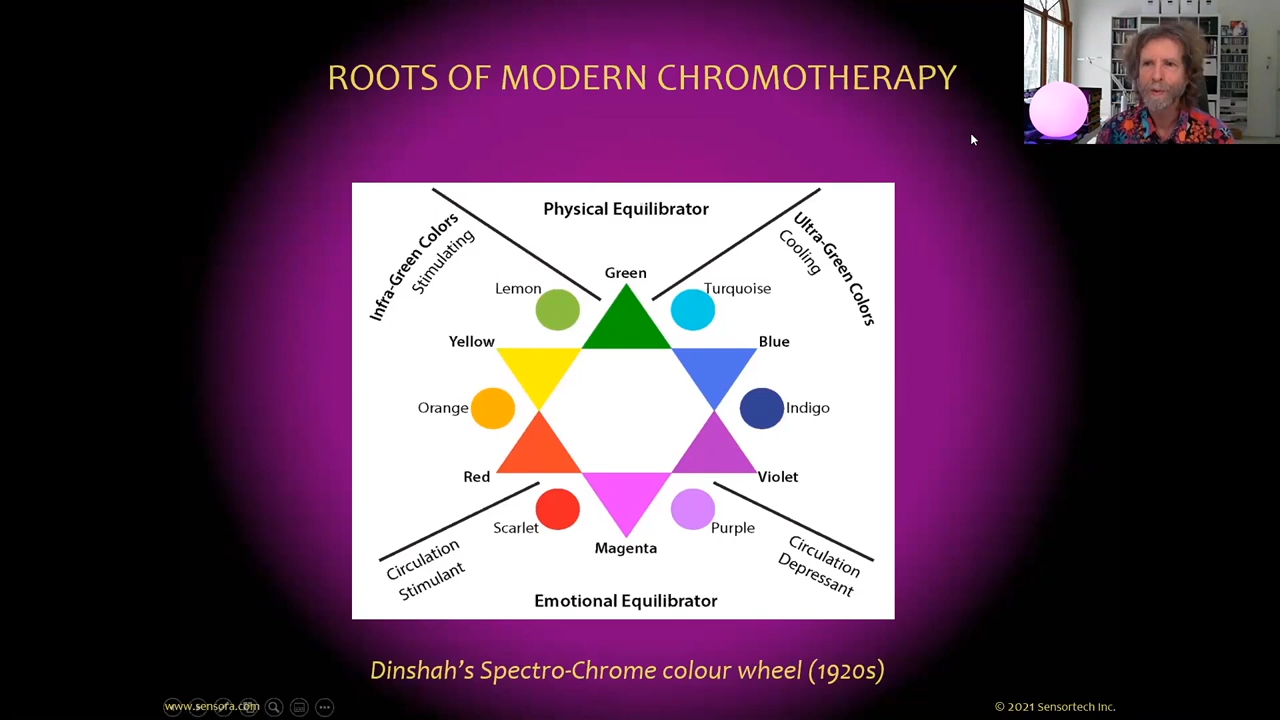 ROOTS OF MODERN CHROMOTHERAPY
Physical Equilibrator
Infra-Green Colors
Stimulating
Ultra-Green Colors
Cooling
Green
Lemon
Turquoise
Yellow
Blue
Orange
Indigo
Red
Violet
Scarlet
Purple
Magenta
Circulation
Stimulant
Circulation
Depressant
Emotional Equilibrator
Dinshah's Spectro-Chrome colour wheel (1920s)
www.sensora.com
© 2021 Sensortech Inc.